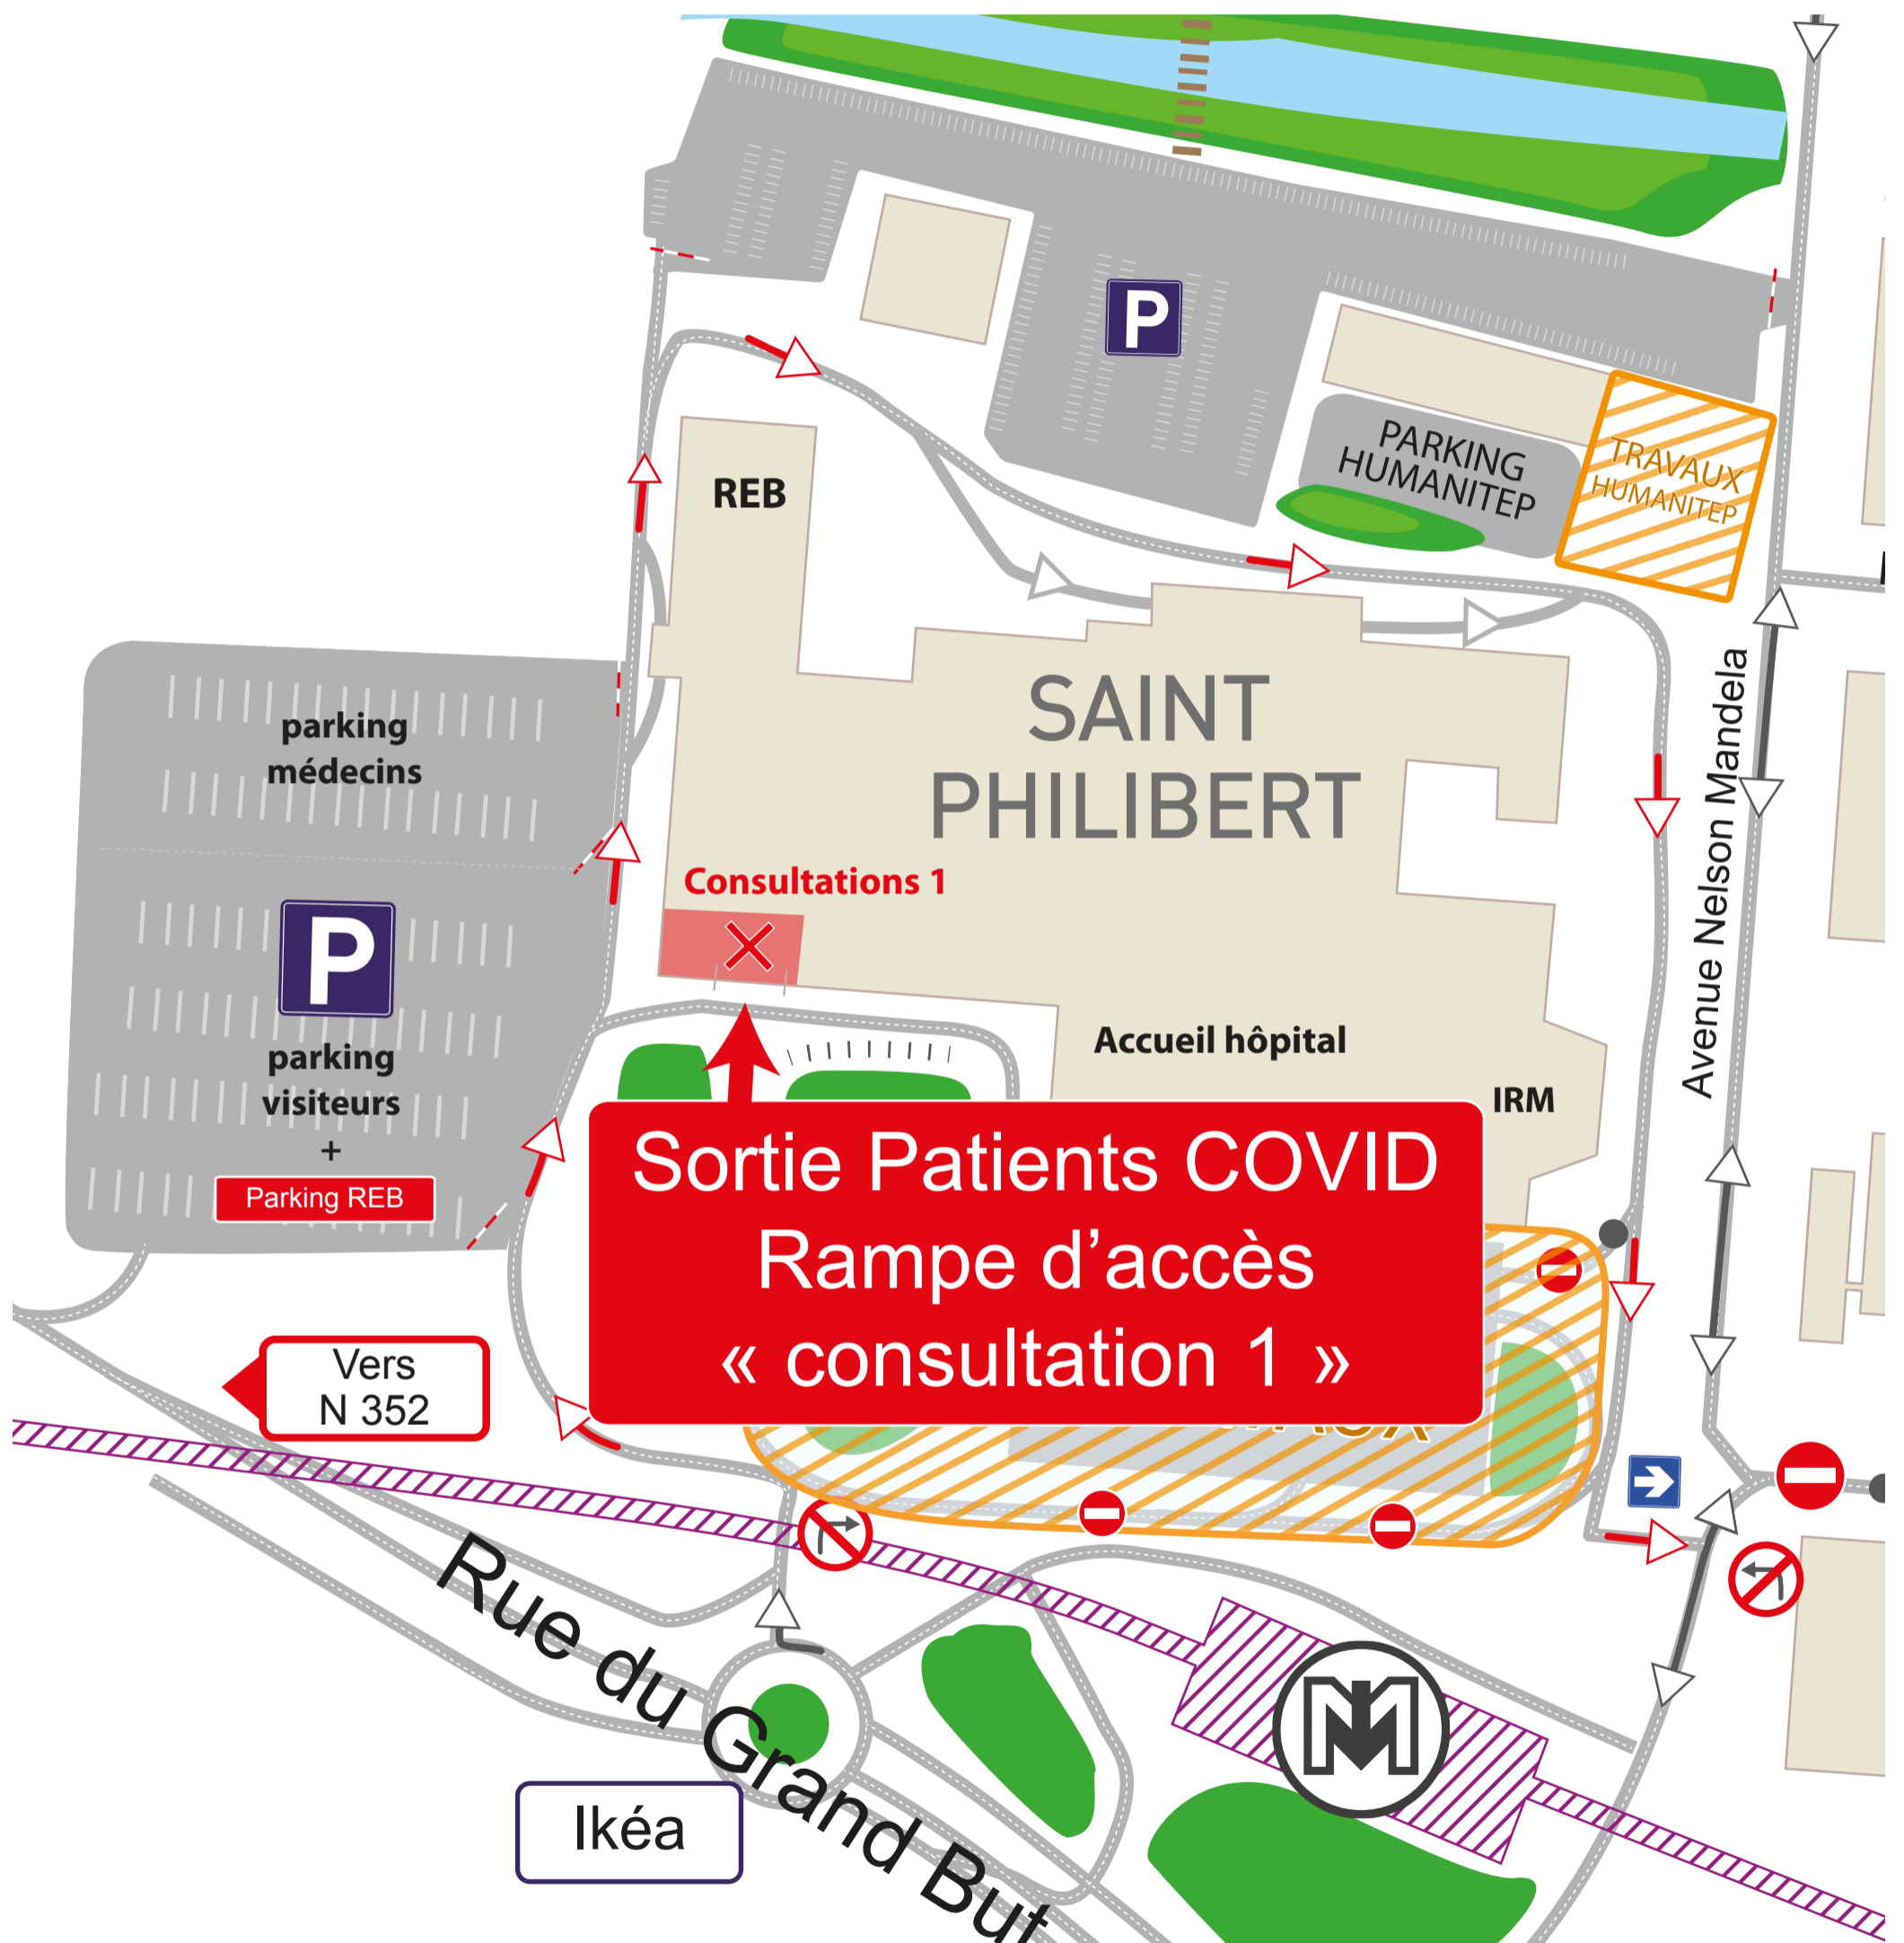 P
PARKING
HUMANITEP
TRAVAUX
HUMANITEP
REB
SAINT
PHILIBERT
parking
médecins
Avenue Nelson Mandela
Consultations 1
P
Accueil hôpital
parking
visiteurs
+
Parking REB
IRM
Sortie Patients COVID
Rampe d’accès
« consultation 1 »
Vers
N 352
Rue du Grand But
Ikéa
M